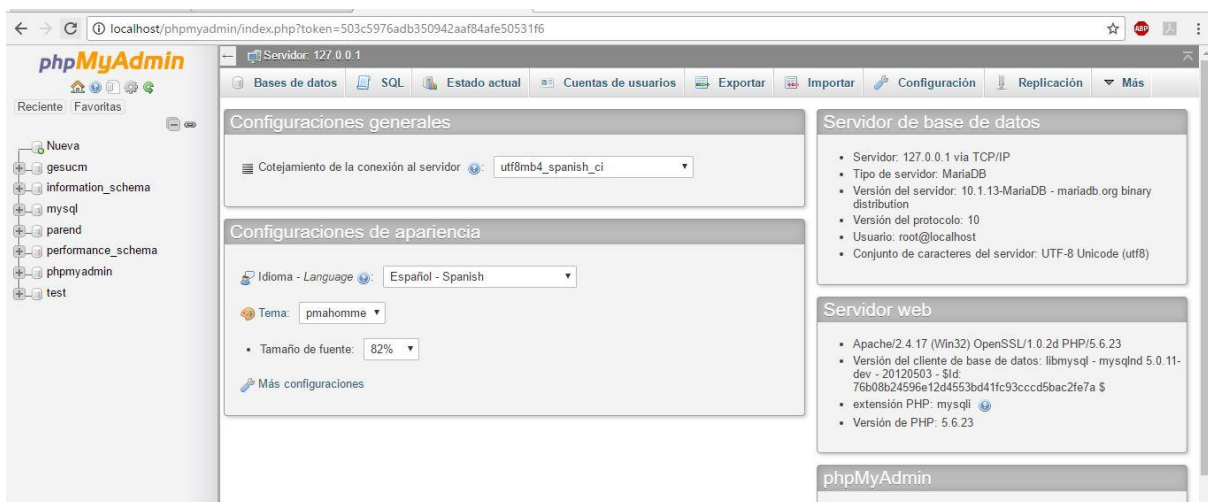 localhost/phpmyadmin/index.php?token=503c5976adb350942aaf84afe50531f6
ABP
phpMyAdmin
Reciente Favoritas
Nueva
gesucm
information_schema
mysql
parend
performance_schema
phpmyadmin
test
Servidor: 127.0.0.1
Bases de datos SQL Estado actual Cuentas de usuarios Exportar Importar Configuración Replicación Más
Configuraciones generales
Cotejamiento de la conexión al servidor : utf8mb4_spanish_ci
Configuraciones de apariencia
Idioma - Language : Español - Spanish
Tema: pmahomme
Tamaño de fuente: 82%
Más configuraciones
Servidor de base de datos
Servidor: 127.0.0.1 via TCP/IP
Tipo de servidor: MariaDB
Versión del servidor: 10.1.13-MariaDB - mariadb.org binary
distribution
Versión del protocolo: 10
Usuario: root@localhost
Conjunto de caracteres del servidor: UTF-8 Unicode (utf8)
Servidor web
Apache/2.4.17 (Win32) OpenSSL/1.0.2d PHP/5.6.23
Versión del cliente de base de datos: libmysql - mysqlnd 5.0.11-
dev - 20120503 - $Id:
76b08b24596e12d4553bd41fc93cccd5bac2fe7a $
extensión PHP: mysqli
Versión de PHP: 5.6.23
phpMyAdmin